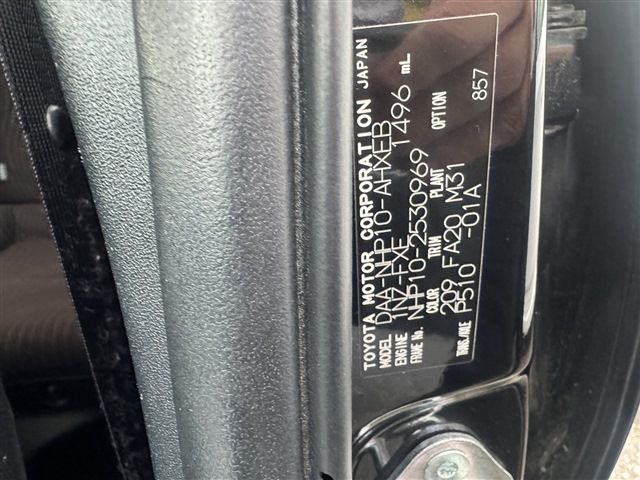 TOYOTA MOTOR CORPORATION JAPAN
MODEL DAA-NHP10-AHXEB
ENGINE 1NZ-FXE 1496 mL
FRME No. NHP10-2530969
COLOR TRIM PLANT OPTION
209 FA20 M31 857
TRNS./AXLE P510 -01A